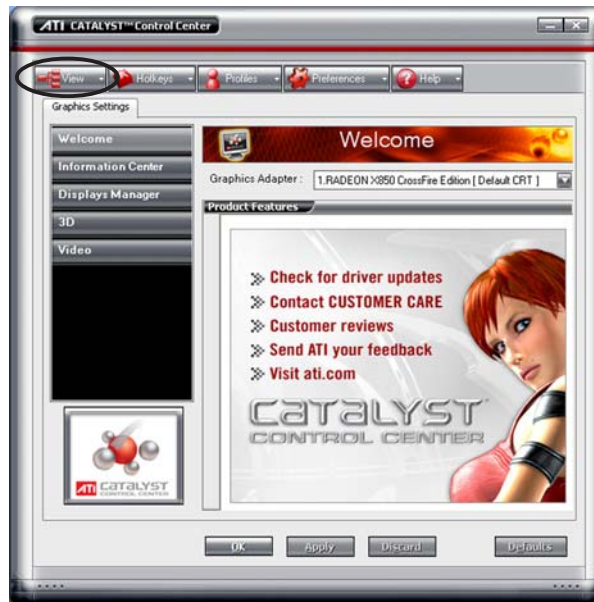 ATI CATALYST™ Control Center
View Hotkeys Profiles Preferences Help
Graphics Settings
Welcome
Information Center
Displays Manager
3D
Video
Welcome
Graphics Adapter : 1.RADEON X850 CrossFire Edition [ Default CRT ]
Product Features
Check for driver updates
Contact CUSTOMER CARE
Customer reviews
Send ATI your feedback
Visit ati.com
CATALYST
CONTROL CENTER
ATI CATALYST
CONTROL CENTER
OK Apply Discard Defaults